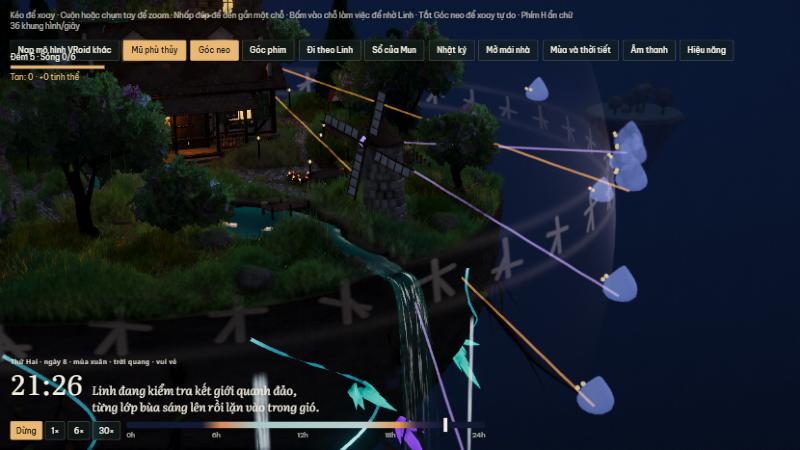 Kéo để xoay · Cuộn hoặc chụm tay để zoom · Nhấp đúp để đến gần một chỗ · Bấm vào chỗ làm việc để nhờ Linh · Tắt Góc neo để xoay tự do · Phím H ẩn chữ
36 khung hình/giây
Nạp mô hình VRoid khác
Mũ phù thủy
Góc neo
Góc phim
Đi theo Linh
Sổ của Mun
Nhật ký
Mở mái nhà
Mùa và thời tiết
Âm thanh
Hiệu năng
Đêm 5 · Sóng 0/6
Tan: 0 · +0 tinh thể
Thứ Hai · ngày 8 · mùa xuân · trời quang · vui vẻ
21:26
Linh đang kiểm tra kết giới quanh đảo,
từng lớp bùa sáng lên rồi lặn vào trong gió.
Dừng
1×
6×
30×
0h
6h
12h
18h
24h